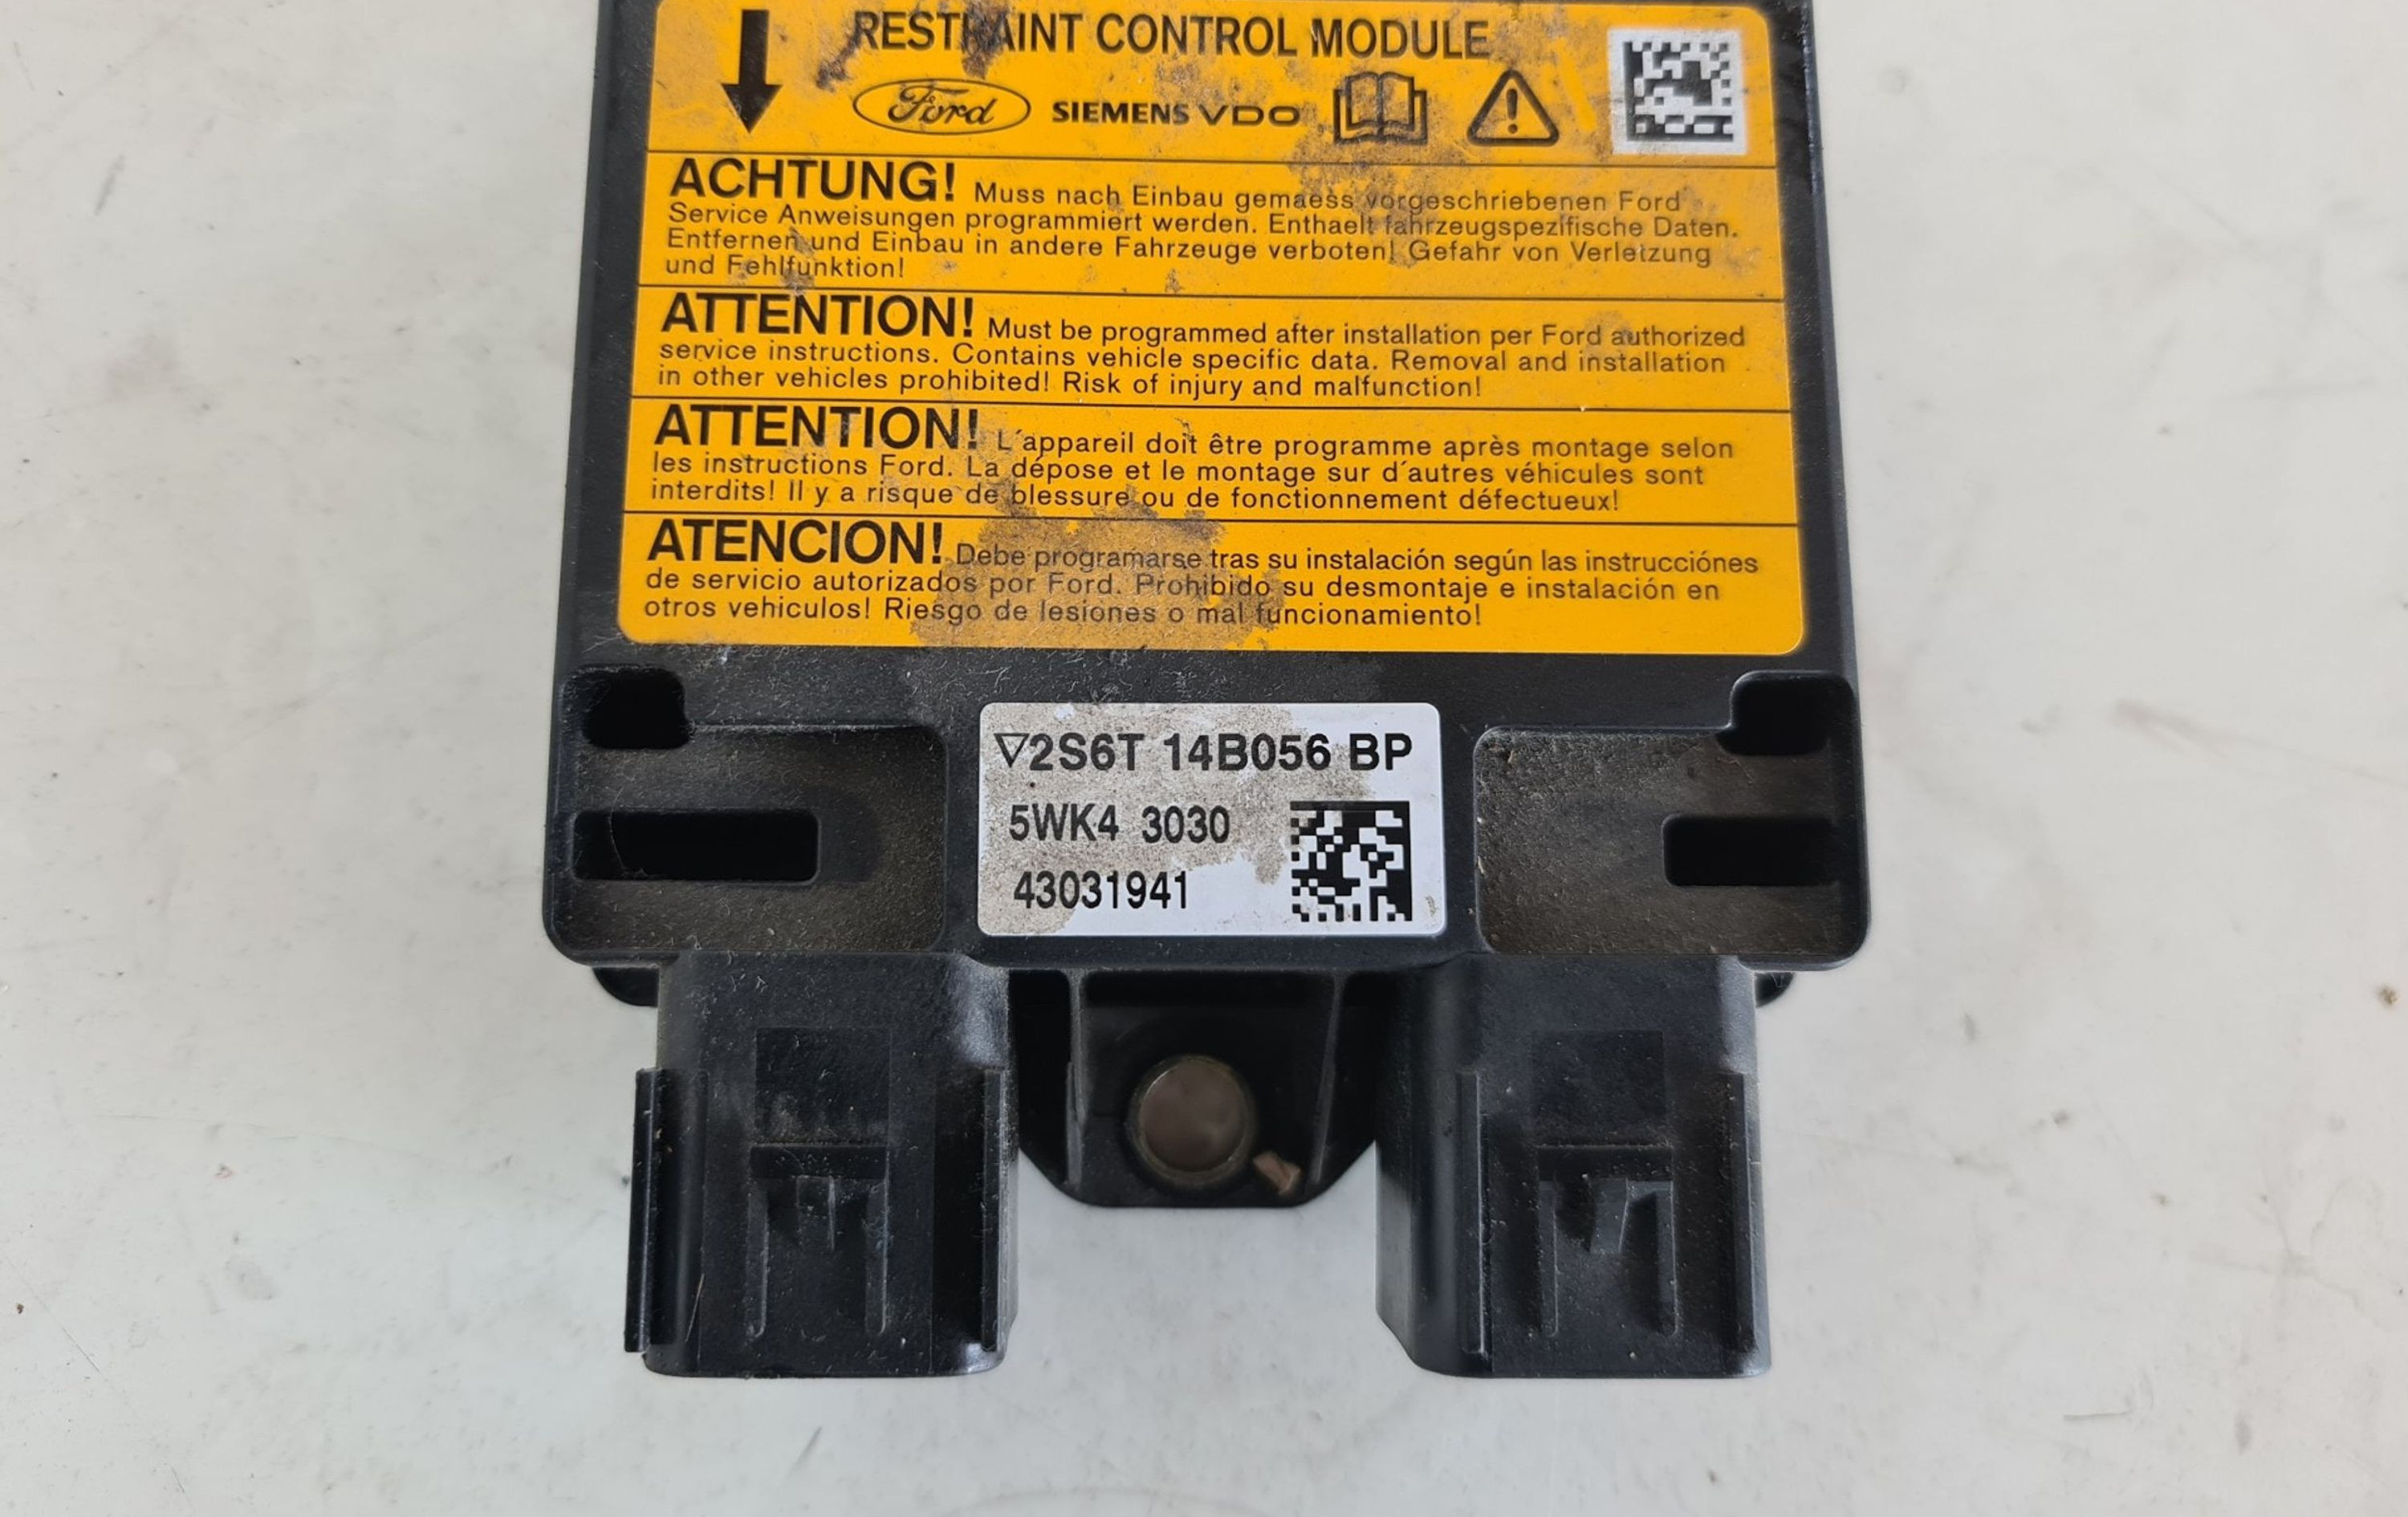 RESTRAINT CONTROL MODULE
Ford SIEMENS VDO
ACHTUNG! Muss nach Einbau gemaess vorgeschriebenen Ford
Service Anweisungen programmiert werden. Enthaelt fahrzeugspezifische Daten.
Entfernen und Einbau in andere Fahrzeuge verboten! Gefahr von Verletzung
und Fehlfunktion!
ATTENTION! Must be programmed after installation per Ford authorized
service instructions. Contains vehicle specific data. Removal and installation
in other vehicles prohibited! Risk of injury and malfunction!
ATTENTION! L´appareil doit être programme après montage selon
les instructions Ford. La dépose et le montage sur d´autres véhicules sont
interdits! Il y a risque de blessure ou de fonctionnement défectueux!
ATENCION! Debe programarse tras su instalación según las instrucciónes
de servicio autorizados por Ford. Prohibido su desmontaje e instalación en
otros vehiculos! Riesgo de lesiones o mal funcionamiento!
▽2S6T 14B056 BP
5WK4 3030
43031941